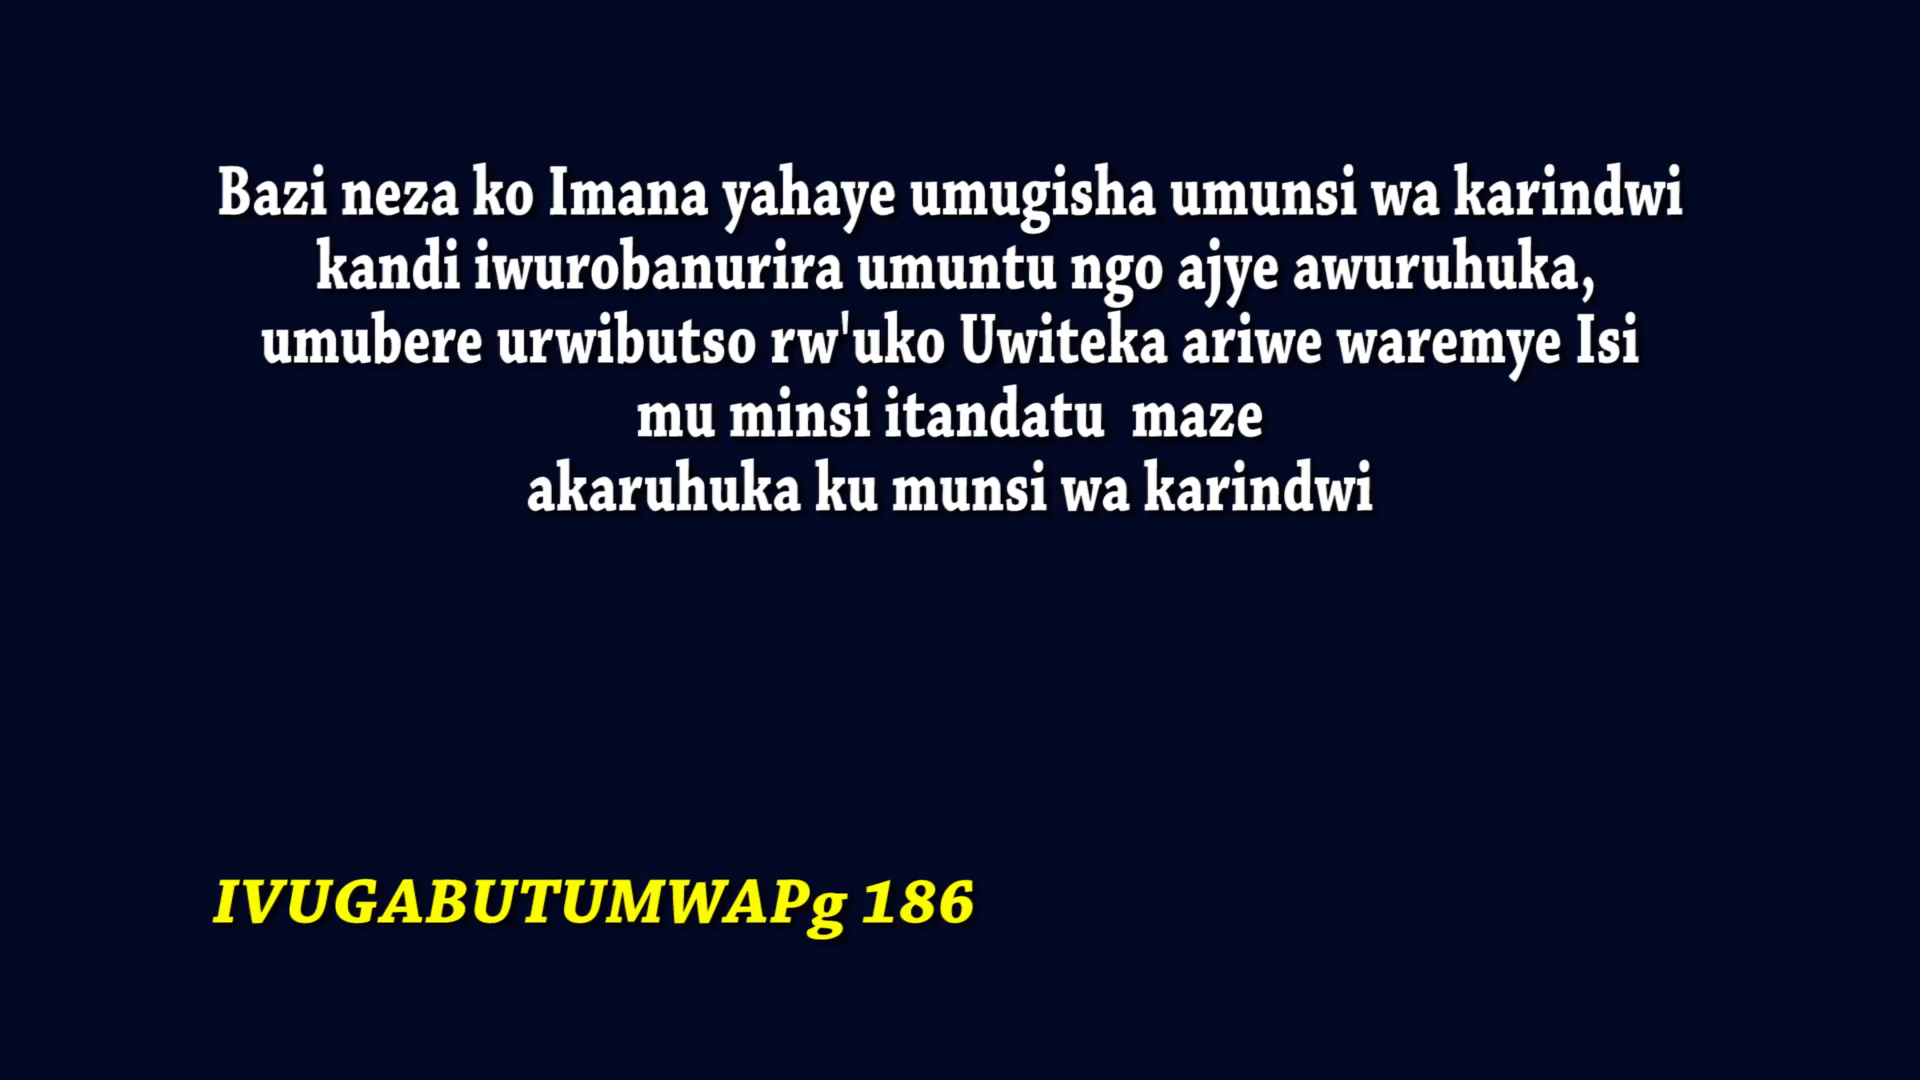 Bazi neza ko Imana yahaye umugisha umunsi wa karindwi
kandi iwurobanurira umuntu ngo ajye awuruhuka,
umubere urwibutso rw'uko Uwiteka ariwe waremye Isi
mu minsi itandatu  maze
akaruhuka ku munsi wa karindwi
IVUGABUTUMWAPg 186